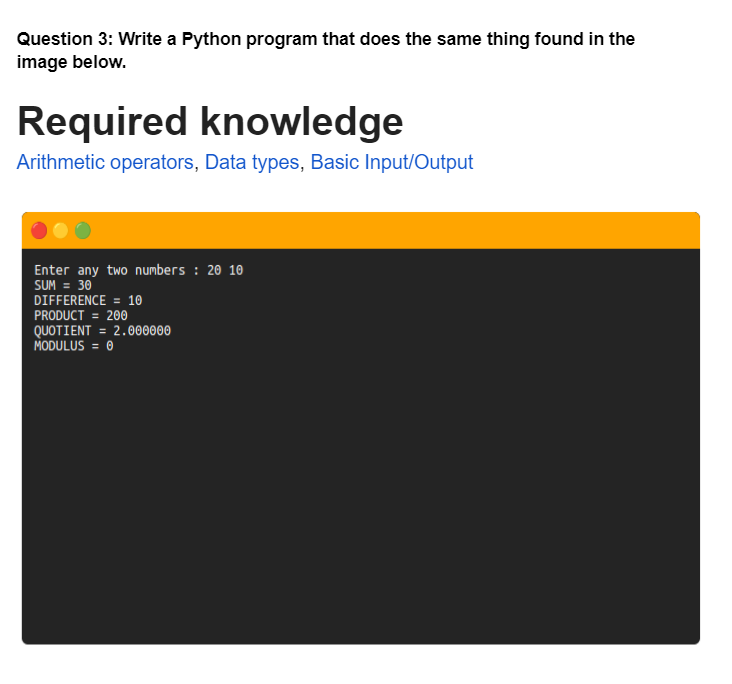 Question 3: Write a Python program that does the same thing found in the
image below.
Required knowledge
Arithmetic operators, Data types, Basic Input/Output
Enter any two numbers : 20 10
SUM = 30
DIFFERENCE = 10
PRODUCT = 200
QUOTIENT = 2.000000
MODULUS = 0